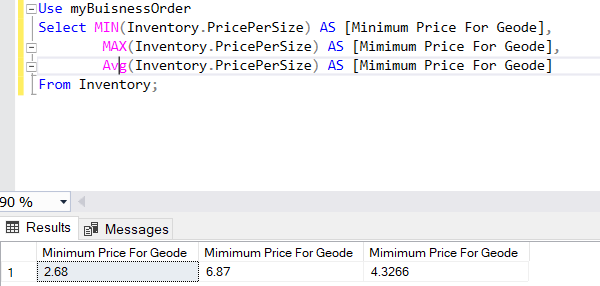 Use myBuisnessOrder
Select MIN(Inventory.PricePerSize) AS [Minimum Price For Geode],
MAX(Inventory.PricePerSize) AS [Mimimum Price For Geode],
Avg(Inventory.PricePerSize) AS [Mimimum Price For Geode]
From Inventory;
90 %
Results Messages
Minimum Price For Geode Mimimum Price For Geode Mimimum Price For Geode
1 2.68 6.87 4.3266